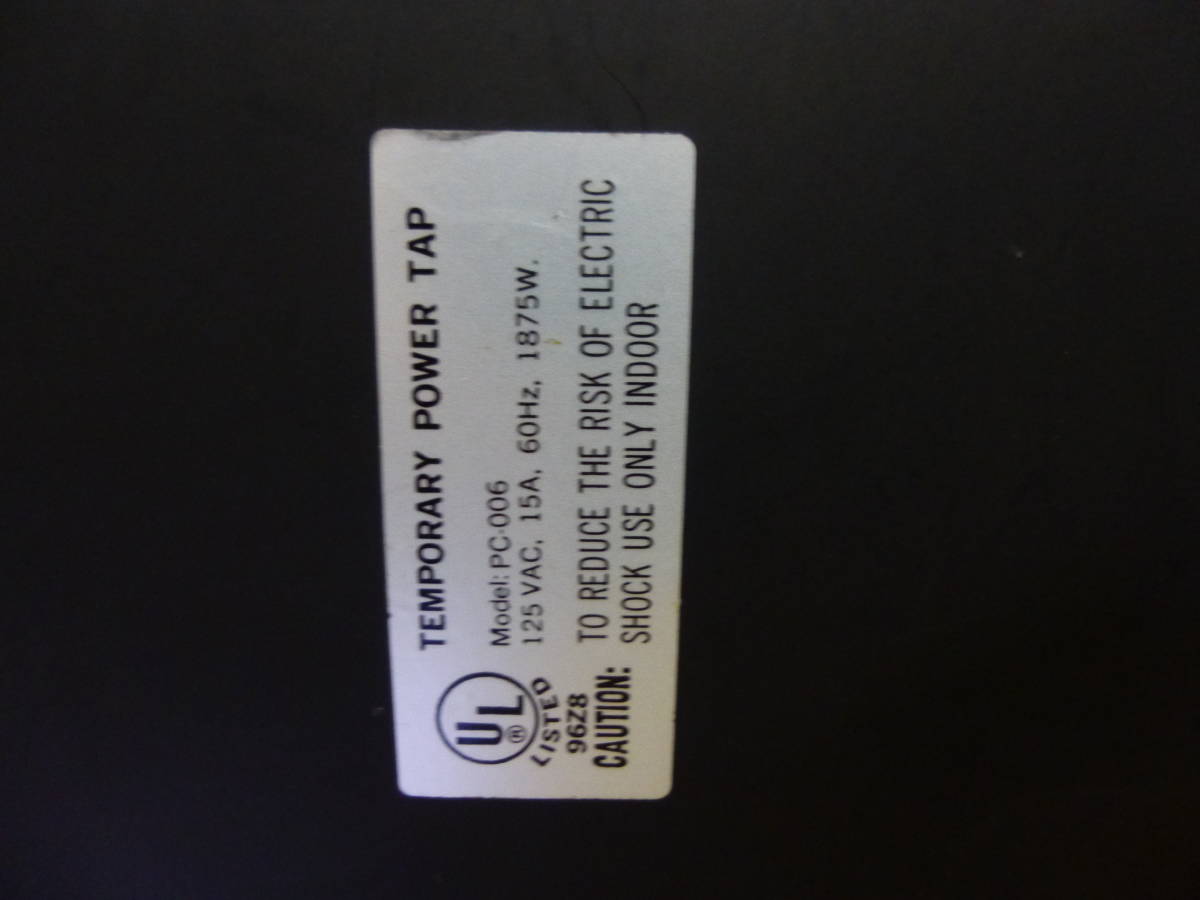 TEMPORARY POWER TAP
Model: PC-006
125 VAC, 15A, 60Hz, 1875W.
UL ®
LISTED
96Z8
CAUTION: TO REDUCE THE RISK OF ELECTRIC
SHOCK USE ONLY INDOOR